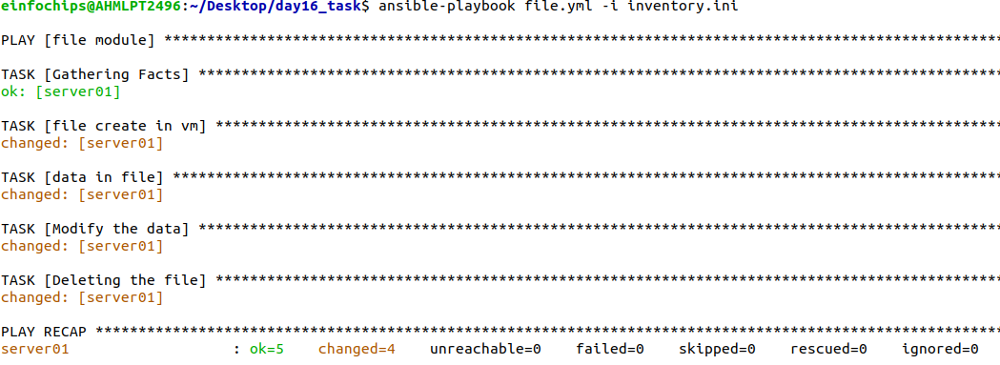 einfochips@AHMLPT2496:~/Desktop/day16_task$ ansible-playbook file.yml -i inventory.ini
PLAY [file module] *************************************************************************************************
TASK [Gathering Facts] *********************************************************************************************
ok: [server01]
TASK [file create in vm] *******************************************************************************************
changed: [server01]
TASK [data in file] ************************************************************************************************
changed: [server01]
TASK [Modify the data] *********************************************************************************************
changed: [server01]
TASK [Deleting the file] *******************************************************************************************
changed: [server01]
PLAY RECAP *********************************************************************************************************
server01                   : ok=5    changed=4    unreachable=0    failed=0    skipped=0    rescued=0    ignored=0